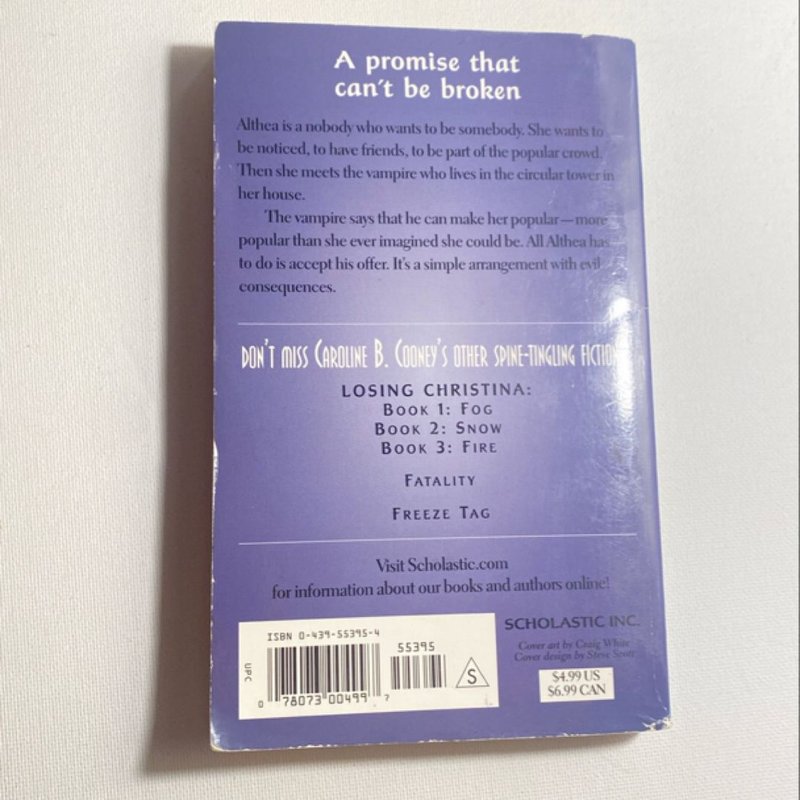 A promise that
can't be broken
Althea is a nobody who wants to be somebody. She wants to
be noticed, to have friends, to be part of the popular crowd.
Then she meets the vampire who lives in the circular tower in
her house.
The vampire says that he can make her popular—more
popular than she ever imagined she could be. All Althea has
to do is accept his offer. It's a simple arrangement with evil
consequences.
DON'T MISS CAROLINE B. COONEY'S OTHER SPINE-TINGLING FICTION
LOSING CHRISTINA:
BOOK 1: FOG
BOOK 2: SNOW
BOOK 3: FIRE
FATALITY
FREEZE TAG
Visit Scholastic.com
for information about our books and authors online!
SCHOLASTIC INC.
Cover art by Craig White
Cover design by Steve Scott
$4.99 US
$6.99 CAN
ISBN 0-439-55395-4
55395
UPC
0 78073 00499 7
S